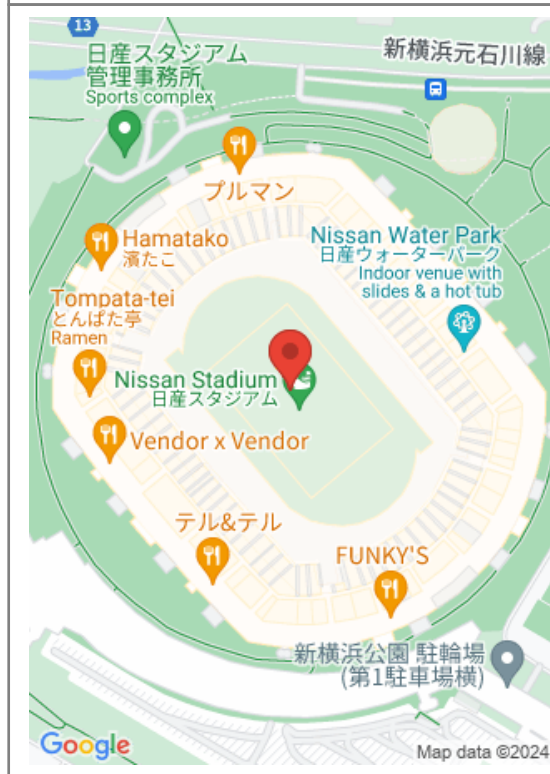 13
日産スタジアム
管理事務所
Sports complex
新横浜元石川線
プルマン
Hamatako
濱たこ
Nissan Water Park
日産ウォーターパーク
Indoor venue with
slides & a hot tub
Tompata-tei
とんぱた亭
Ramen
Nissan Stadium
日産スタジアム
Vendor x Vendor
テル&テル
FUNKY'S
新横浜公園 駐輪場
(第1駐車場横)
Google
Map data ©2024